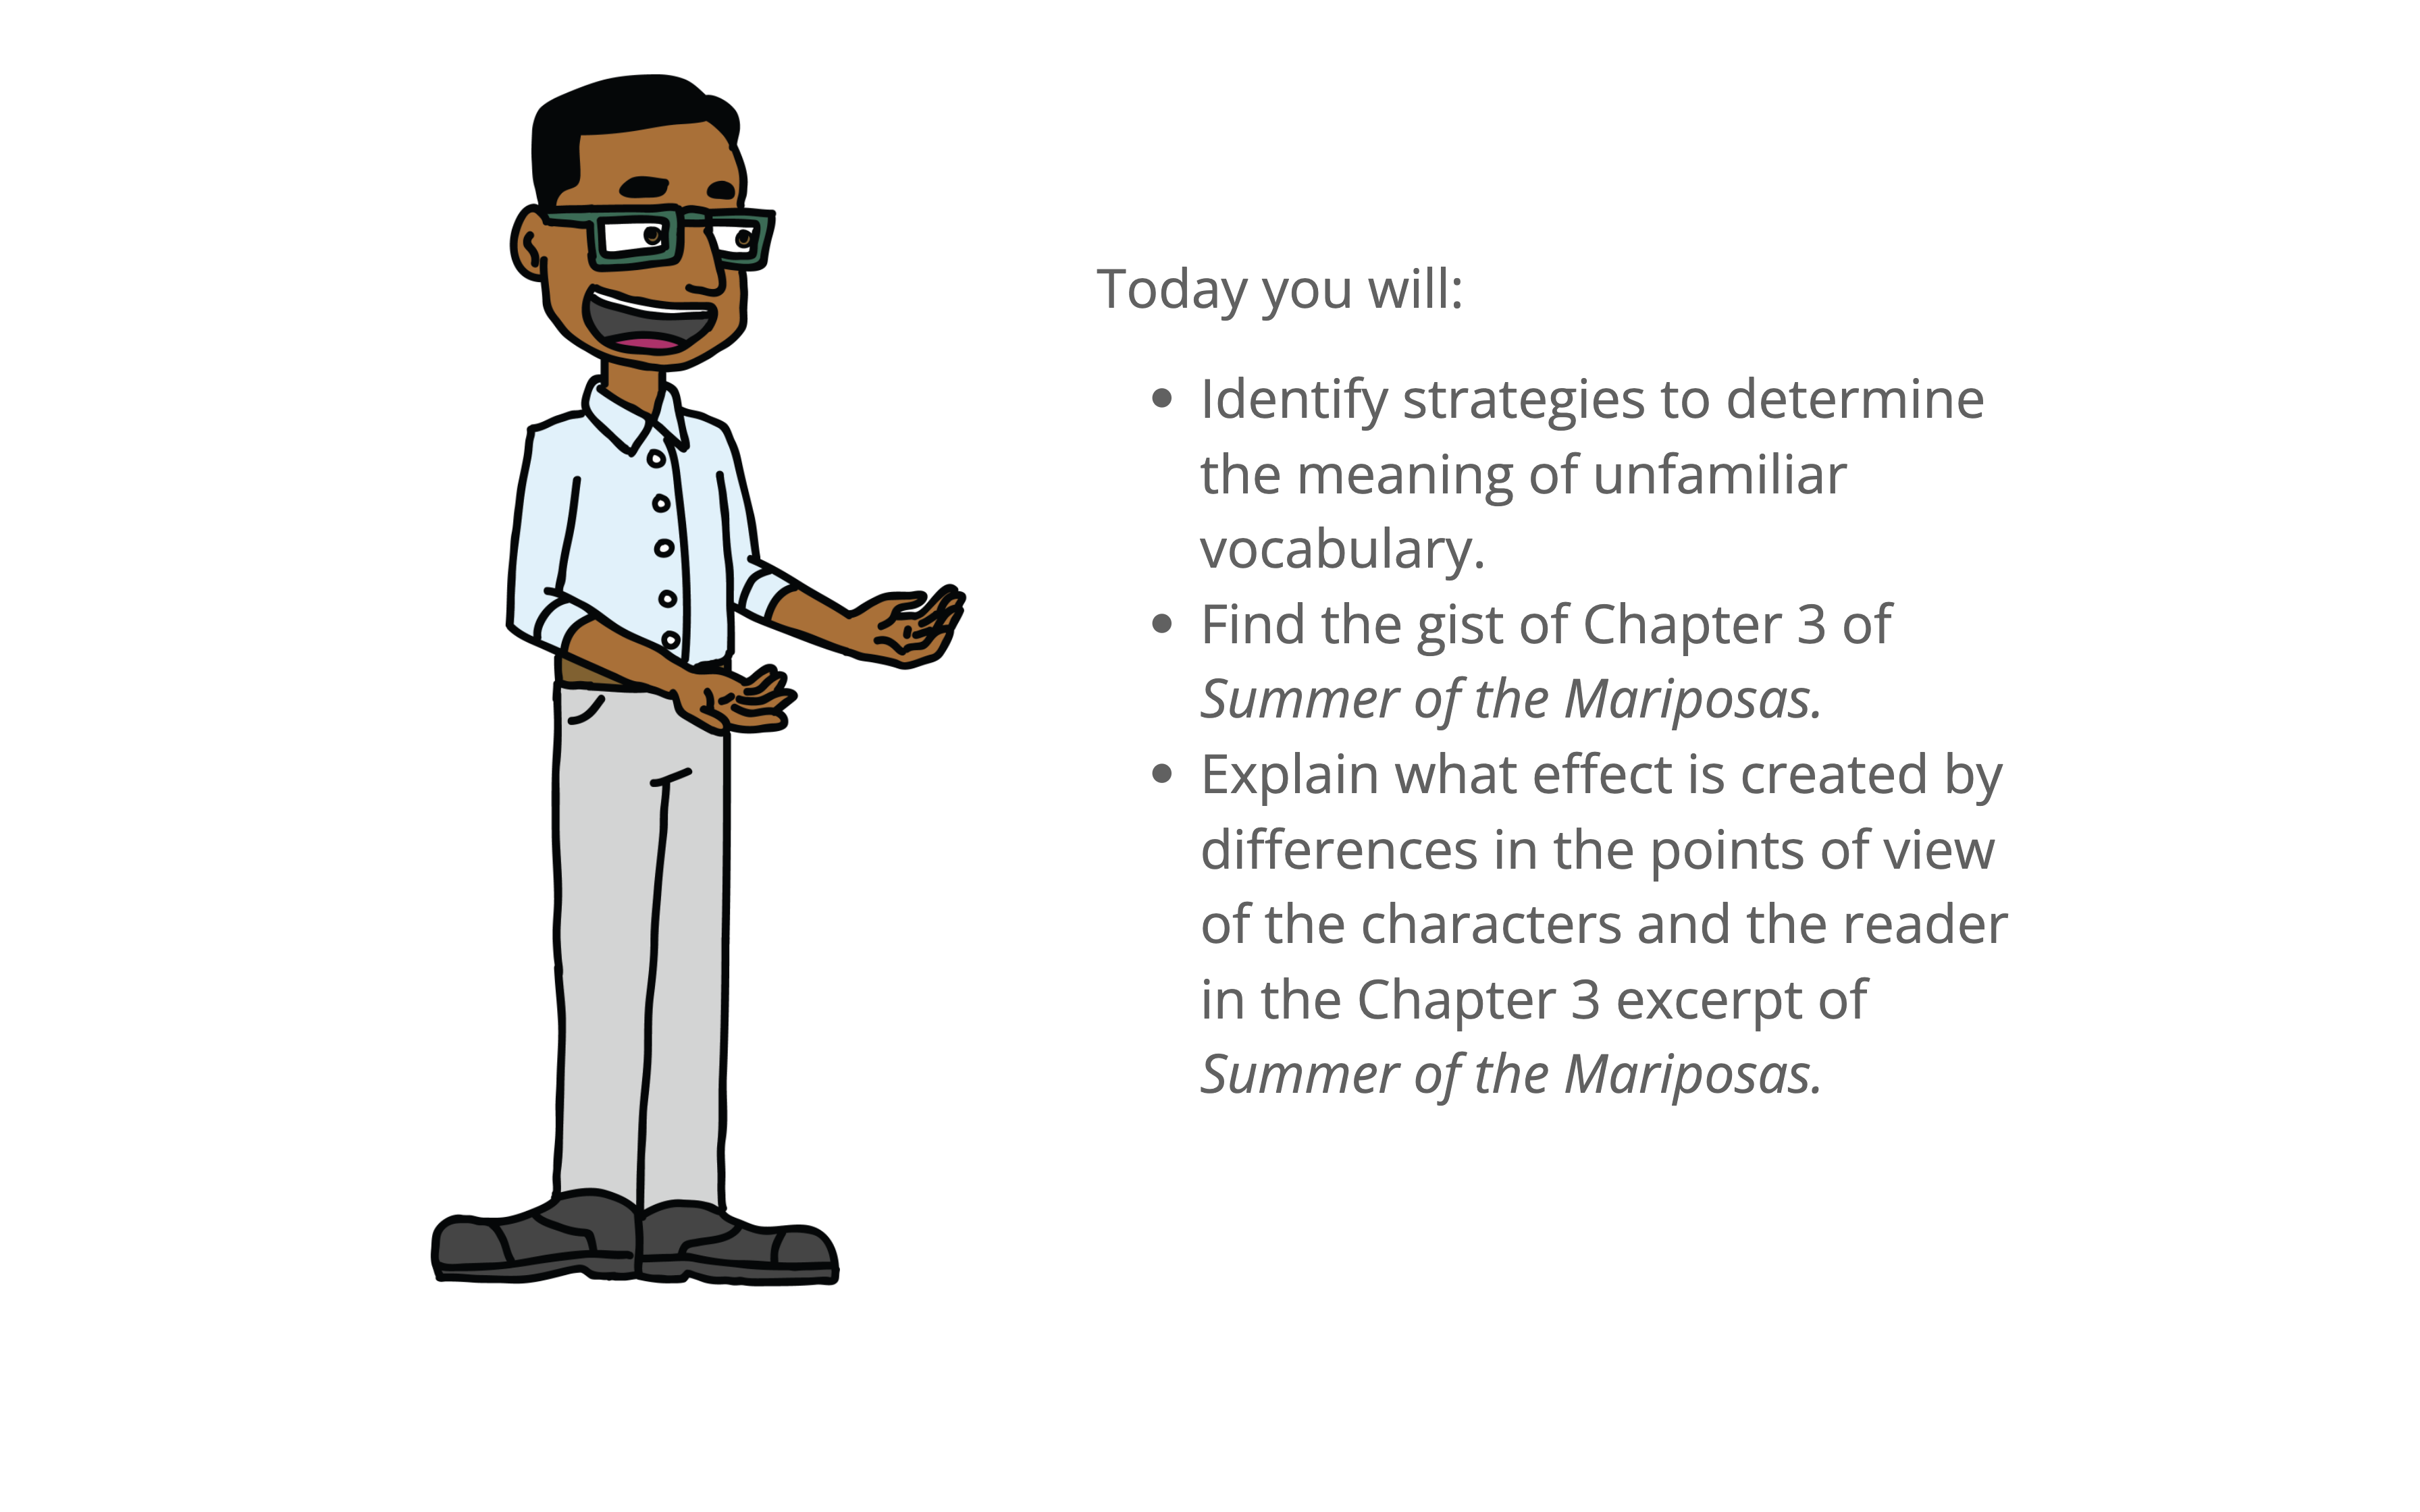 Today you will:
• Identify strategies to determine
the meaning of unfamiliar
vocabulary.
• Find the gist of Chapter 3 of
Summer of the Mariposas.
• Explain what effect is created by
differences in the points of view
of the characters and the reader
in the Chapter 3 excerpt of
Summer of the Mariposas.